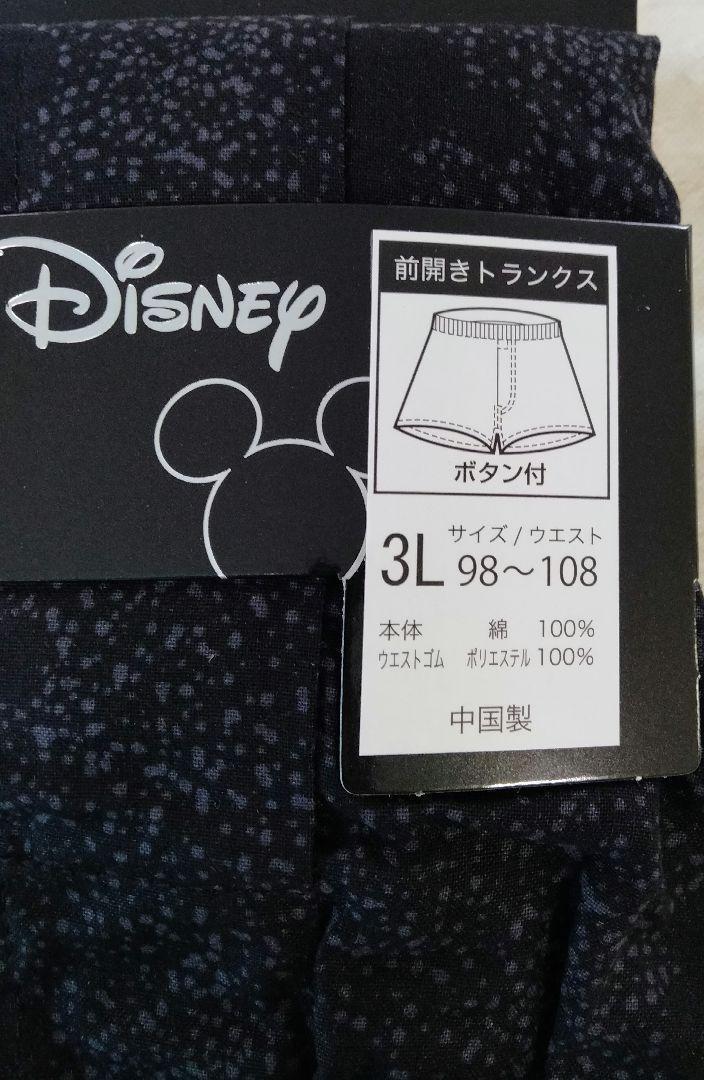 Disney
前開きトランクス
ボタン付
サイズ/ウエスト
3L 98〜108
本体 綿 100%
ウエストゴム ポリエステル 100%
中国製